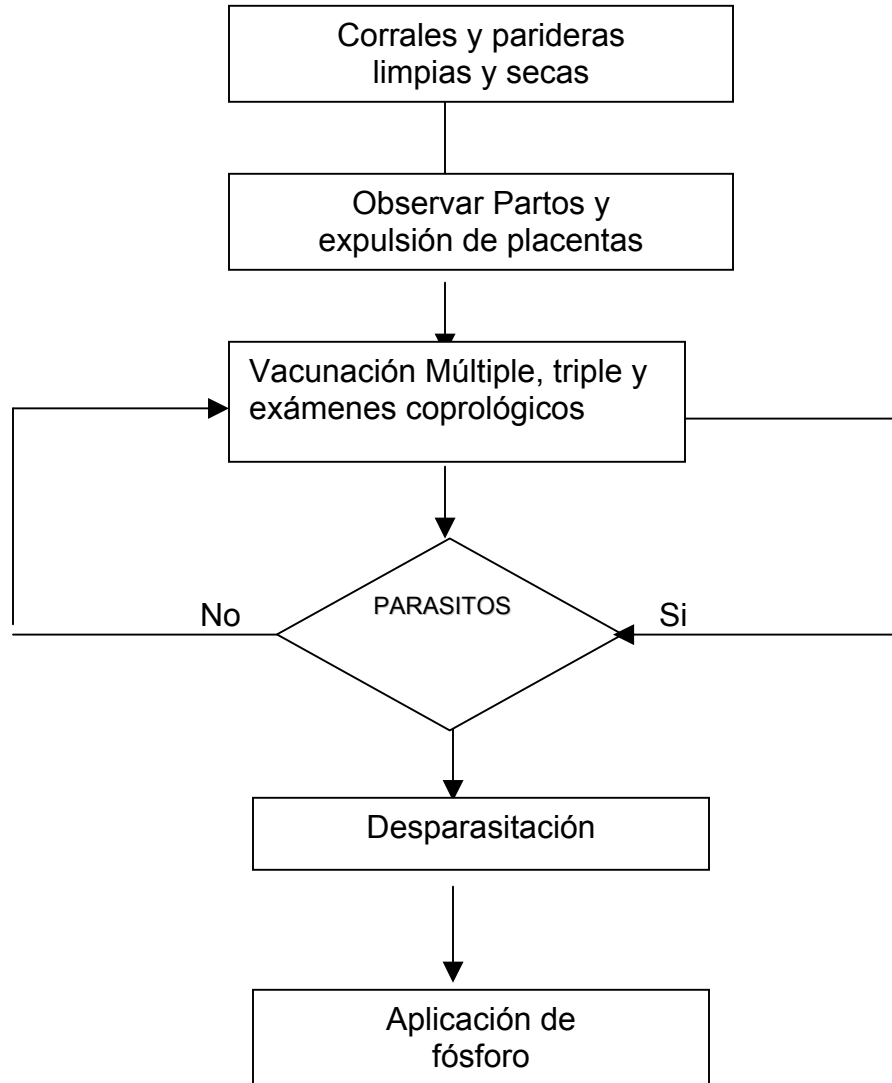 Corrales y parideras
limpias y secas
Observar Partos y
expulsión de placentas
Vacunación Múltiple, triple y
exámenes coprológicos
PARASITOS
No
Si
Desparasitación
Aplicación de
fósforo